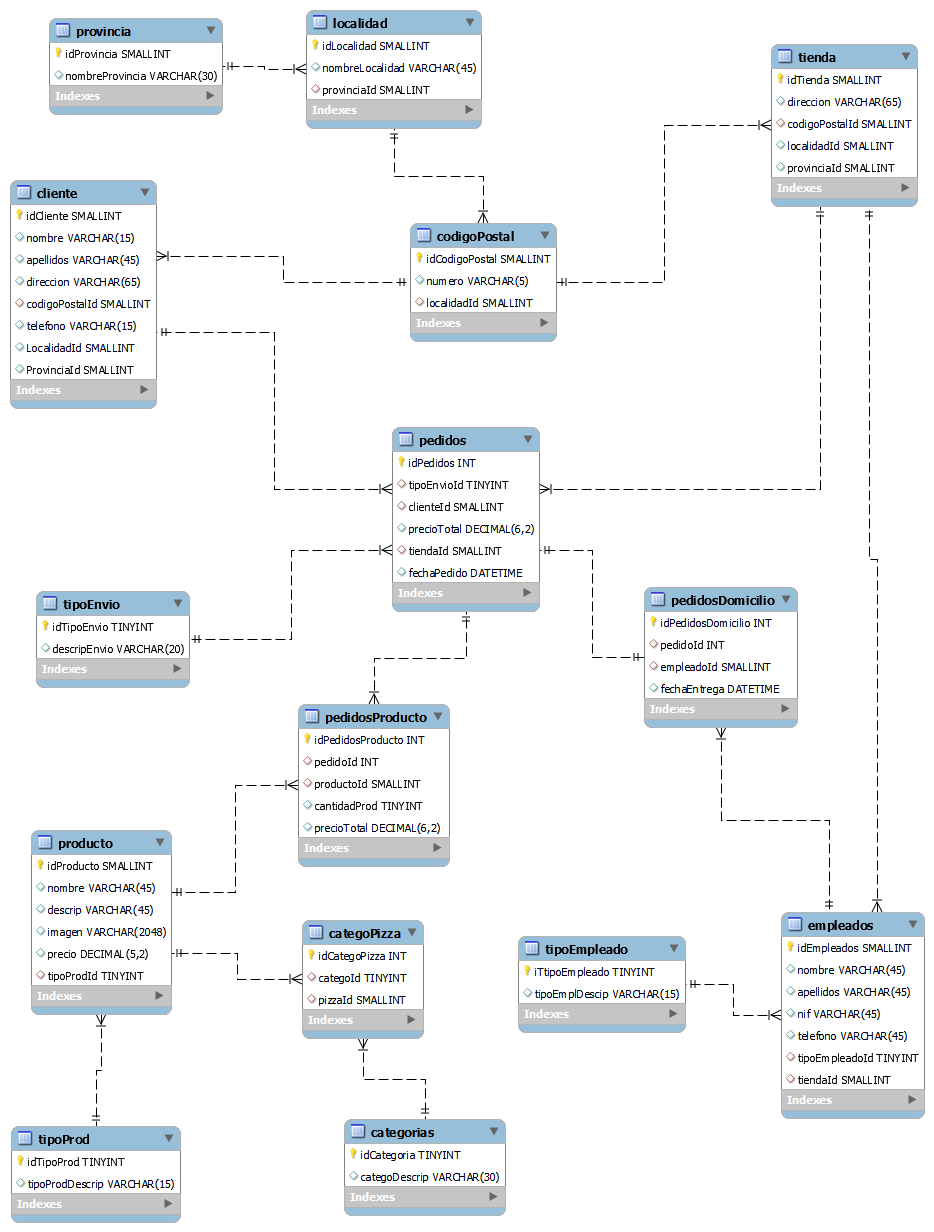 provincia
idProvincia SMALLINT
nombreProvincia VARCHAR(30)
Indexes
localidad
idLocalidad SMALLINT
nombreLocalidad VARCHAR(45)
provinciaId SMALLINT
Indexes
tienda
idTienda SMALLINT
direccion VARCHAR(65)
codigoPostalId SMALLINT
localidadId SMALLINT
provinciaId SMALLINT
Indexes
cliente
idCliente SMALLINT
nombre VARCHAR(15)
apellidos VARCHAR(45)
direccion VARCHAR(65)
codigoPostalId SMALLINT
telefono VARCHAR(15)
LocalidadId SMALLINT
ProvinciaId SMALLINT
Indexes
codigoPostal
idCodigoPostal SMALLINT
numero VARCHAR(5)
localidadId SMALLINT
Indexes
pedidos
idPedidos INT
tipoEnvioId TINYINT
clienteId SMALLINT
precioTotal DECIMAL(6,2)
tiendaId SMALLINT
fechaPedido DATETIME
Indexes
tipoEnvio
idTipoEnvio TINYINT
descripEnvio VARCHAR(20)
Indexes
pedidosDomicilio
idPedidosDomicilio INT
pedidoId INT
empleadoId SMALLINT
fechaEntrega DATETIME
Indexes
pedidosProducto
idPedidosProducto INT
pedidoId INT
productoId SMALLINT
cantidadProd TINYINT
precioTotal DECIMAL(6,2)
Indexes
producto
idProducto SMALLINT
nombre VARCHAR(45)
descrip VARCHAR(45)
imagen VARCHAR(2048)
precio DECIMAL(5,2)
tipoProdId TINYINT
Indexes
categoPizza
idCategoPizza INT
categoId TINYINT
pizzaId SMALLINT
Indexes
tipoEmpleado
iTtipoEmpleado TINYINT
tipoEmplDescip VARCHAR(15)
Indexes
empleados
idEmpleados SMALLINT
nombre VARCHAR(45)
apellidos VARCHAR(45)
nif VARCHAR(45)
telefono VARCHAR(45)
tipoEmpleadoId TINYINT
tiendaId SMALLINT
Indexes
tipoProd
idTipoProd TINYINT
tipoProdDescrip VARCHAR(15)
Indexes
categorias
idCategoria TINYINT
categoDescrip VARCHAR(30)
Indexes